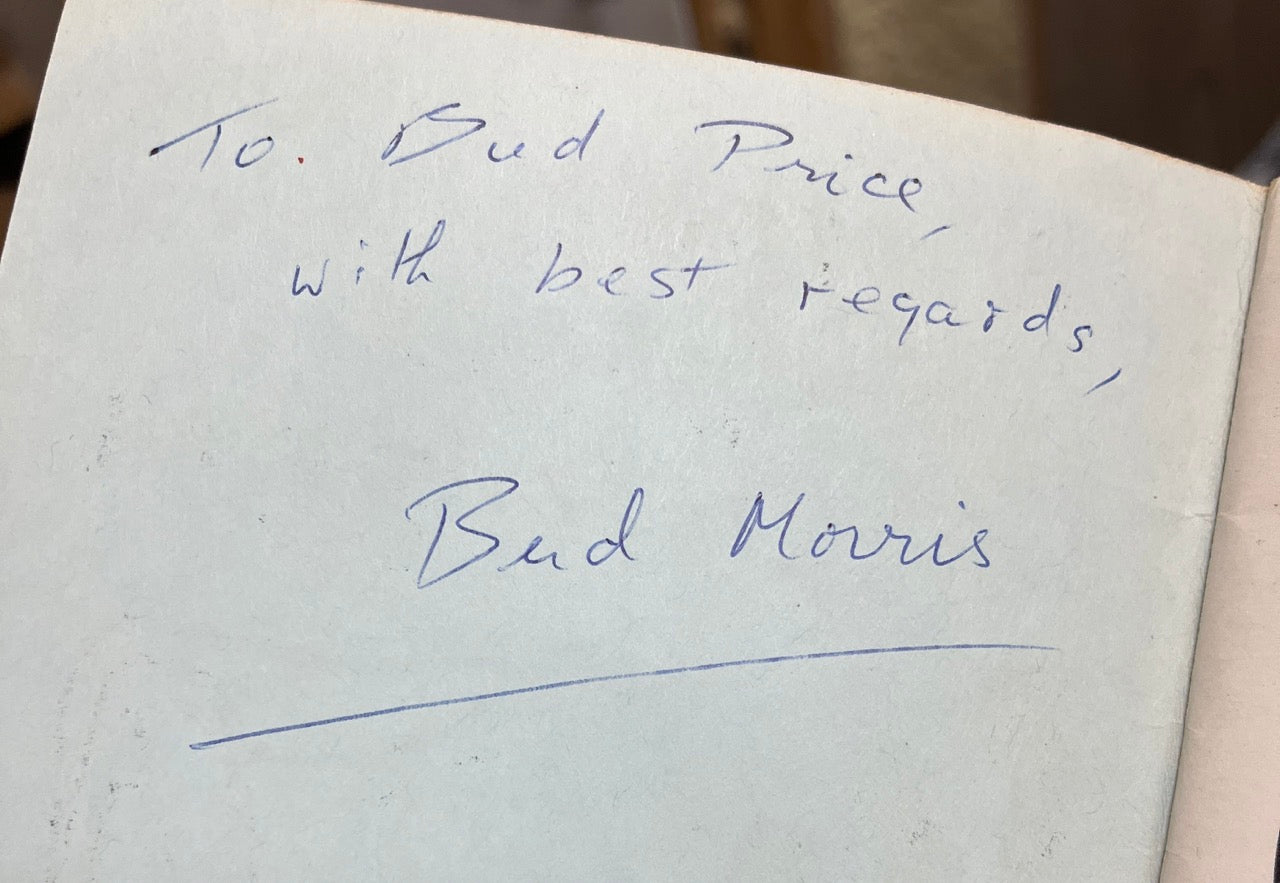 To. Bud Price,
with best regards,
Bud Morris